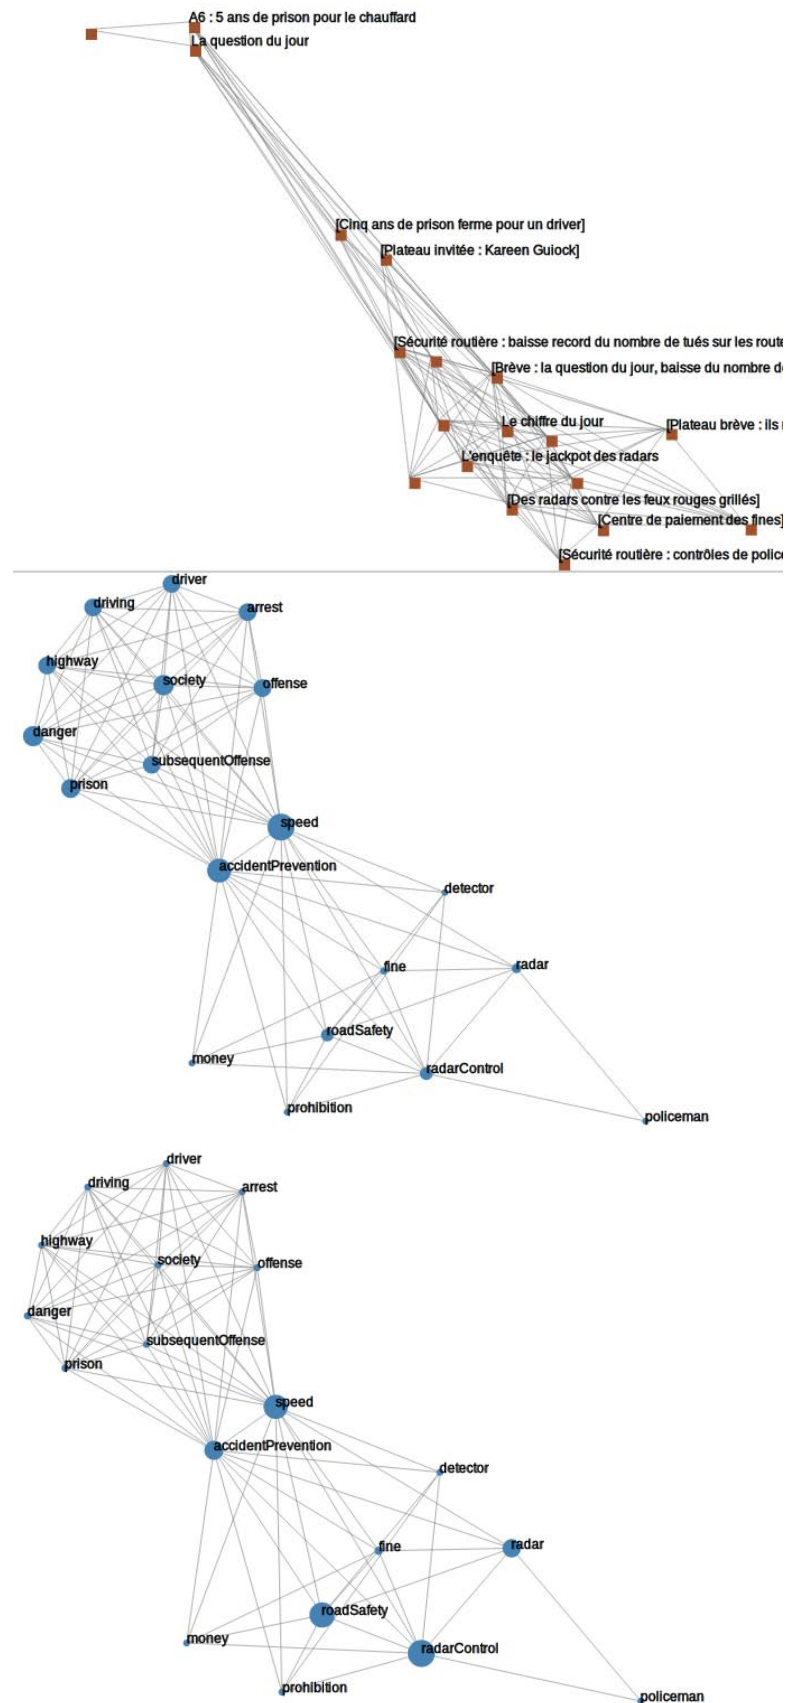 A6 : 5 ans de prison pour le chauffard
La question du jour
[Cinq ans de prison ferme pour un driver]
[Plateau invitée : Kareen Guiock]
[Sécurité routière : baisse record du nombre de tués sur les route
[Brève : la question du jour, baisse du nombre d
Le chiffre du jour
[Plateau brève : ils
L'enquête : le jackpot des radars
[Des radars contre les feux rouges grillés]
[Centre de paiement des fines]
[Sécurité routière : contrôles de police
driver
driving
arrest
highway
society
offense
danger
subsequentOffense
prison
speed
accidentPrevention
detector
fine
radar
roadSafety
money
radarControl
prohibition
policeman
driver
driving
arrest
highway
society
offense
danger
subsequentOffense
prison
speed
accidentPrevention
detector
fine
radar
roadSafety
money
radarControl
prohibition
policeman